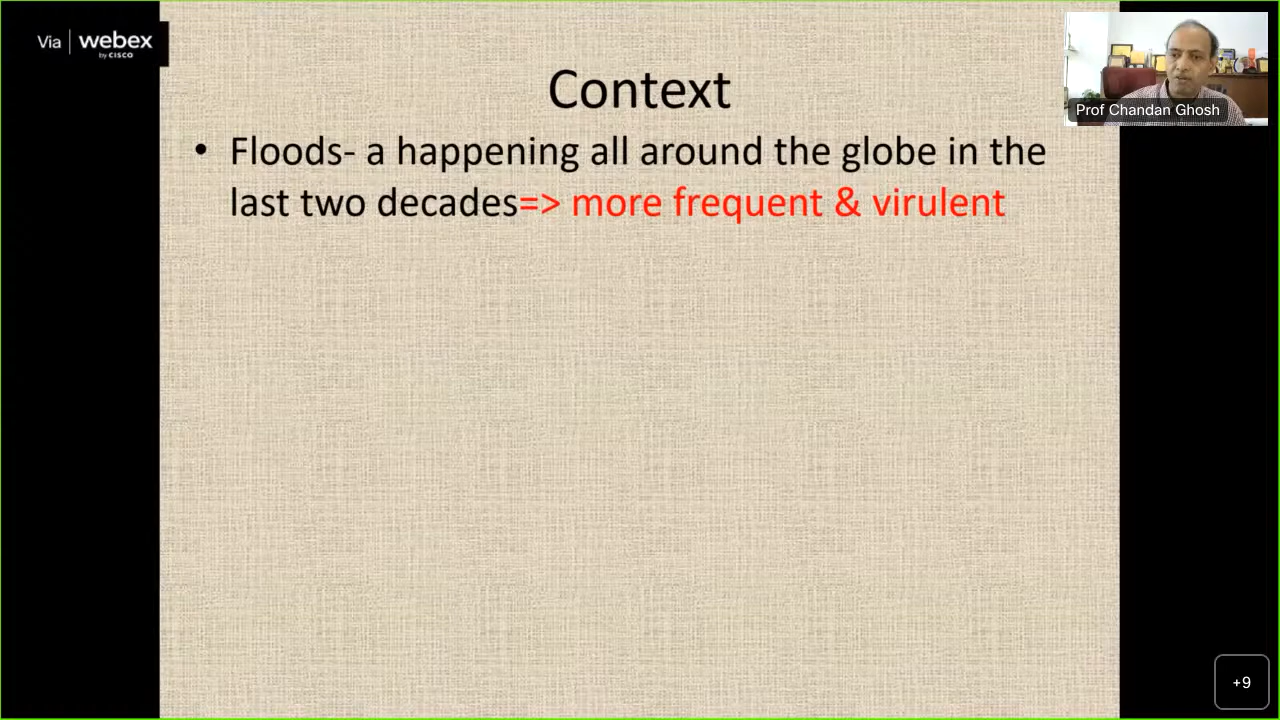 Via | webex
by CISCO
Prof Chandan Ghosh
Context
• Floods- a happening all around the globe in the
last two decades=> more frequent & virulent
+9